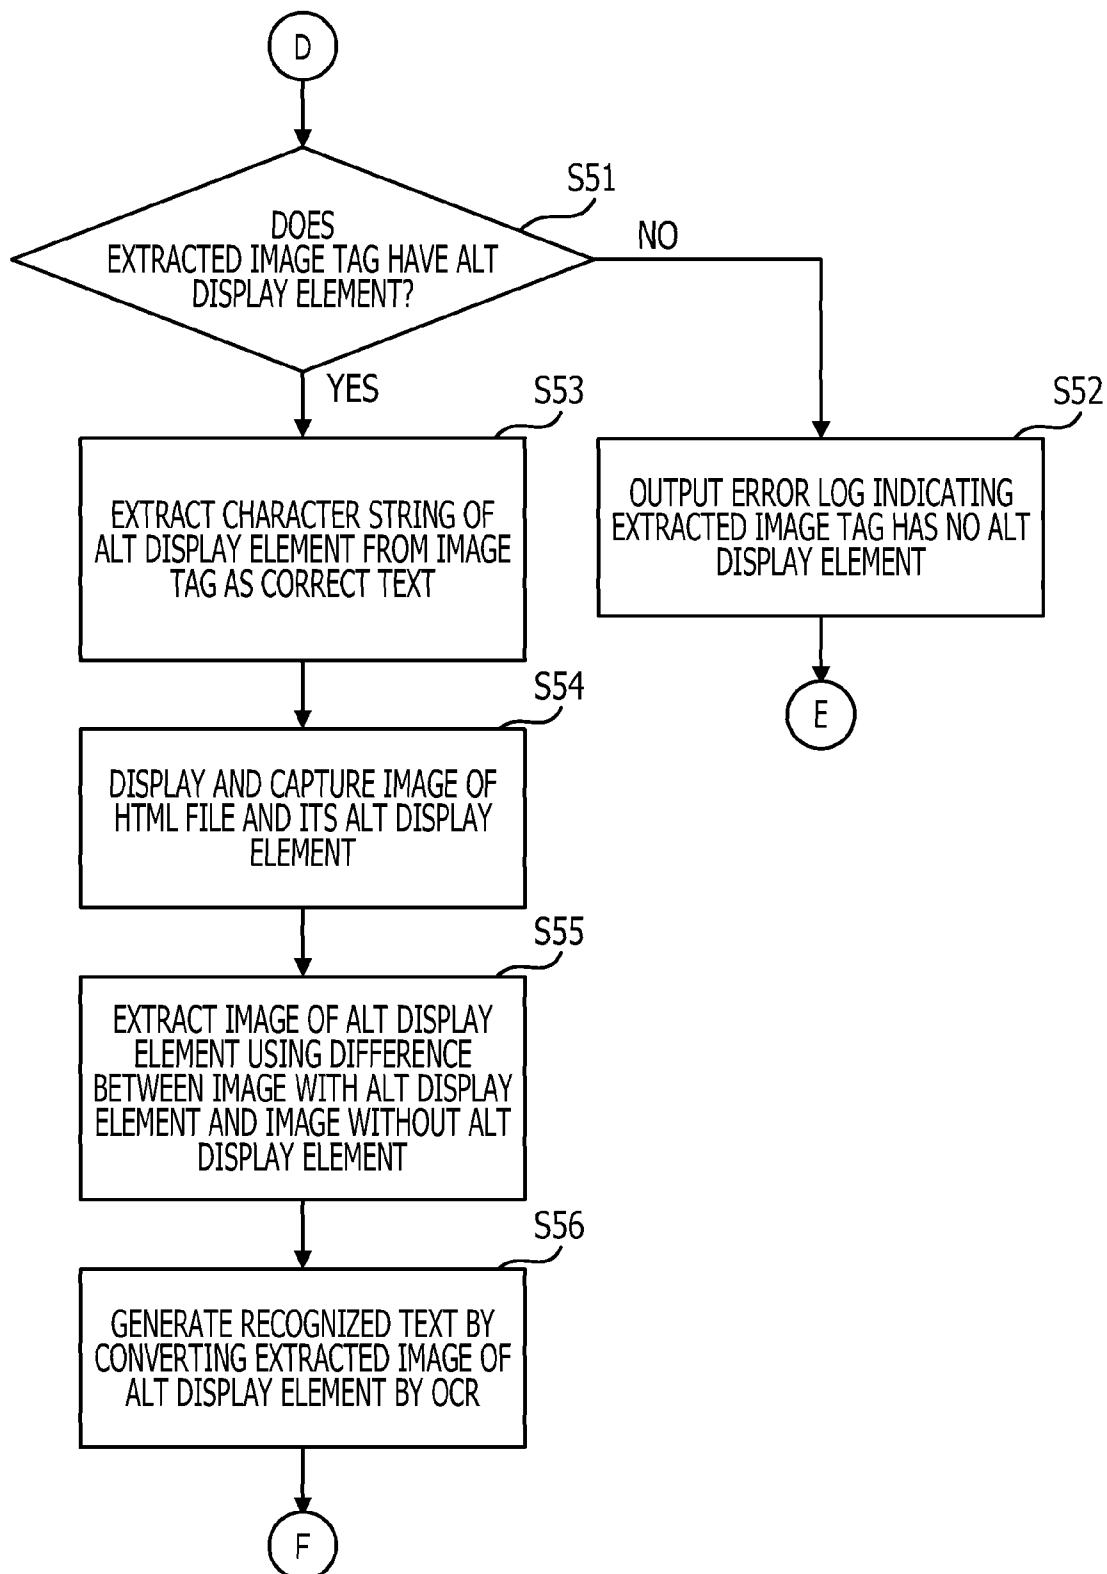 D
S51
DOES
EXTRACTED IMAGE TAG HAVE ALT
DISPLAY ELEMENT?
NO
YES
S53
EXTRACT CHARACTER STRING OF
ALT DISPLAY ELEMENT FROM IMAGE
TAG AS CORRECT TEXT
S52
OUTPUT ERROR LOG INDICATING
EXTRACTED IMAGE TAG HAS NO ALT
DISPLAY ELEMENT
E
S54
DISPLAY AND CAPTURE IMAGE OF
HTML FILE AND ITS ALT DISPLAY
ELEMENT
S55
EXTRACT IMAGE OF ALT DISPLAY
ELEMENT USING DIFFERENCE
BETWEEN IMAGE WITH ALT DISPLAY
ELEMENT AND IMAGE WITHOUT ALT
DISPLAY ELEMENT
S56
GENERATE RECOGNIZED TEXT BY
CONVERTING EXTRACTED IMAGE OF
ALT DISPLAY ELEMENT BY OCR
F